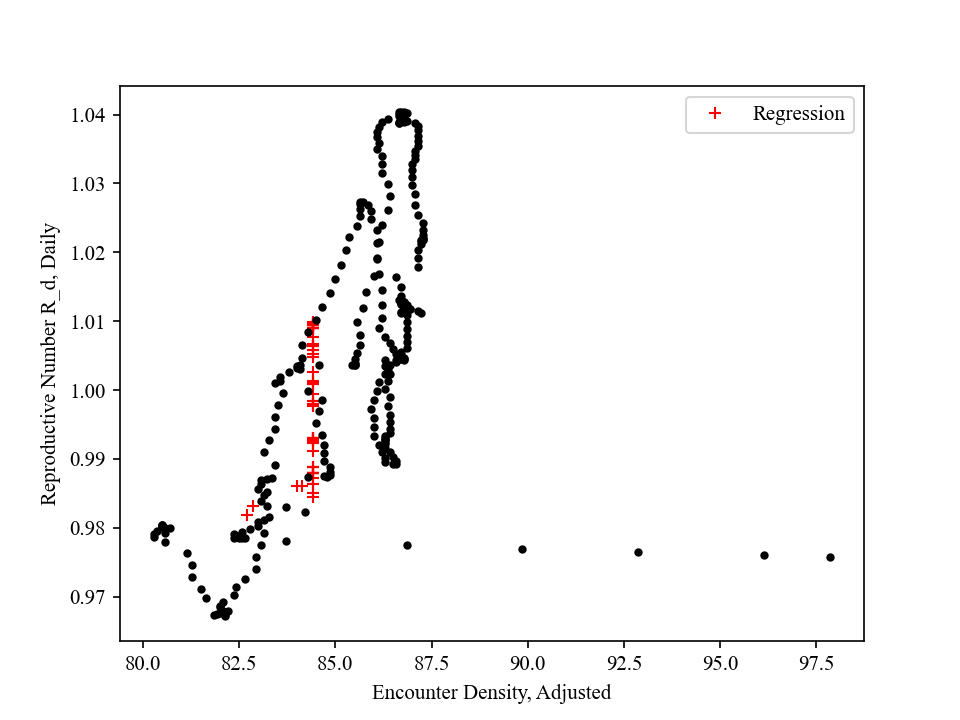 Regression
1.04
1.03
1.02
1.01
1.00
0.99
0.98
0.97
Reproductive Number R_d, Daily
80.0 82.5 85.0 87.5 90.0 92.5 95.0 97.5
Encounter Density, Adjusted